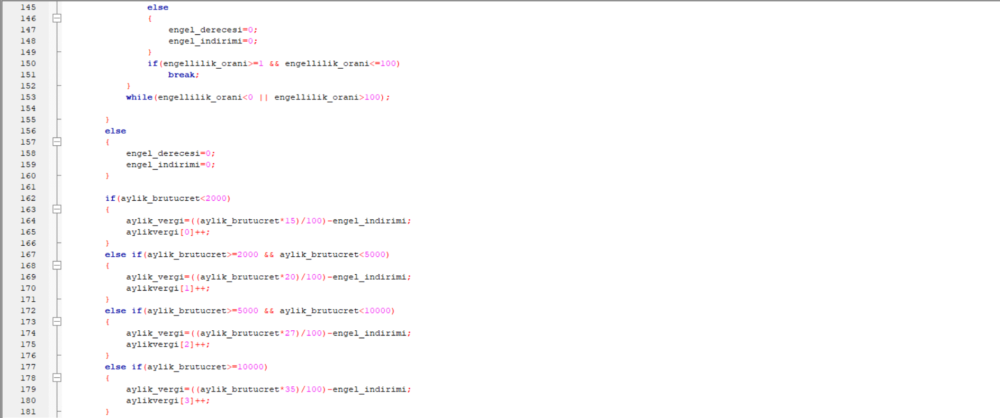 145 else
146 {
147 engel_derecesi=0;
148 engel_indirimi=0;
149 }
150 if(engellilik_orani>=1 && engellilik_orani<=100)
151 break;
152 }
153 while(engellilik_orani<0 || engellilik_orani>100);
154
155 }
156 else
157 {
158 engel_derecesi=0;
159 engel_indirimi=0;
160 }
161
162 if(aylik_brutucret<2000)
163 {
164 aylik_vergi=((aylik_brutucret*15)/100)-engel_indirimi;
165 aylikvergi[0]++;
166 }
167 else if(aylik_brutucret>=2000 && aylik_brutucret<5000)
168 {
169 aylik_vergi=((aylik_brutucret*20)/100)-engel_indirimi;
170 aylikvergi[1]++;
171 }
172 else if(aylik_brutucret>=5000 && aylik_brutucret<10000)
173 {
174 aylik_vergi=((aylik_brutucret*27)/100)-engel_indirimi;
175 aylikvergi[2]++;
176 }
177 else if(aylik_brutucret>=10000)
178 {
179 aylik_vergi=((aylik_brutucret*35)/100)-engel_indirimi;
180 aylikvergi[3]++;
181 }